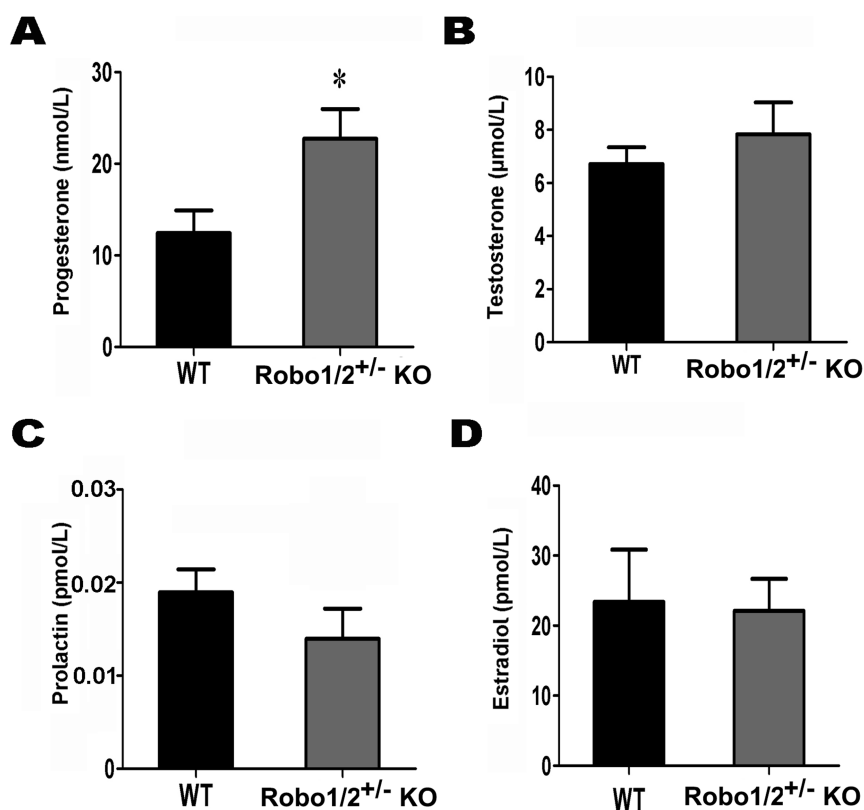 A
Progesterone (nmol/L)
30
20
10
0
*
WT
Robo1/2+/- KO
B
Testosterone (µmol/L)
10
8
6
4
2
0
WT
Robo1/2+/- KO
C
Prolactin (pmol/L)
0.03
0.02
0.01
0
WT
Robo1/2+/- KO
D
Estradiol (pmol/L)
40
30
20
10
0
WT
Robo1/2+/- KO